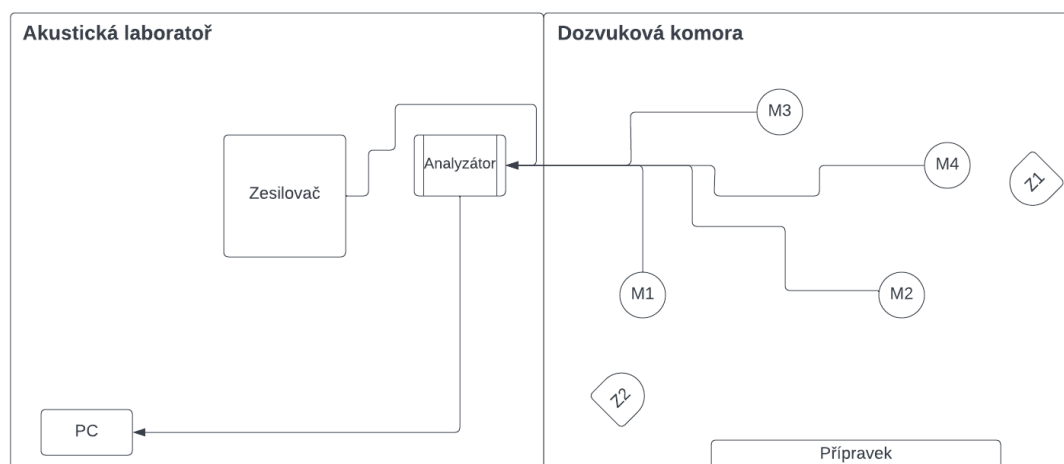 Akustická laboratoř
Dozvuková komora
M3
Analyzátor
M4
Zesilovač
Z1
M1
M2
Z2
PC
Přípravek